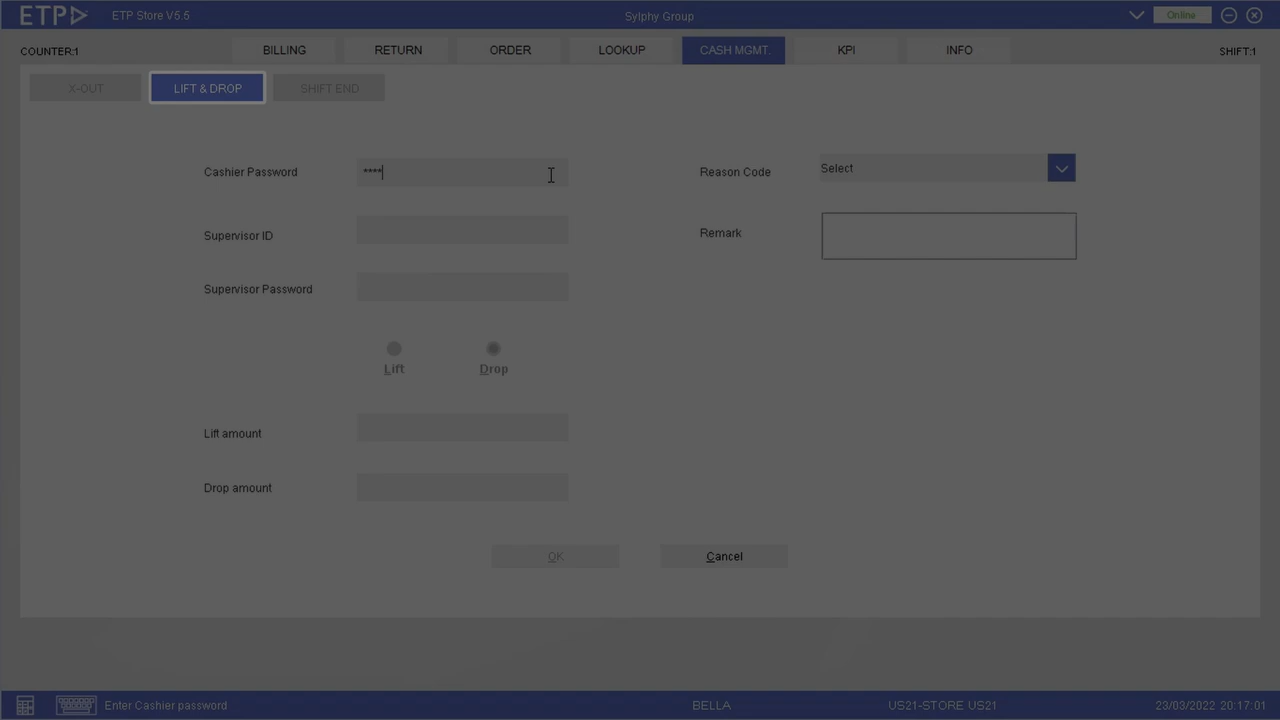 ETP ETP Store V5.5 Sylphy Group Online
COUNTER:1 BILLING RETURN ORDER LOOKUP CASH MGMT. KPI INFO SHIFT:1
X-OUT LIFT & DROP SHIFT END
Cashier Password **** Reason Code Select
Supervisor ID Remark
Supervisor Password
Lift Drop
Lift amount
Drop amount
OK Cancel
Enter Cashier password BELLA US21-STORE US21 23/03/2022 20:17:01